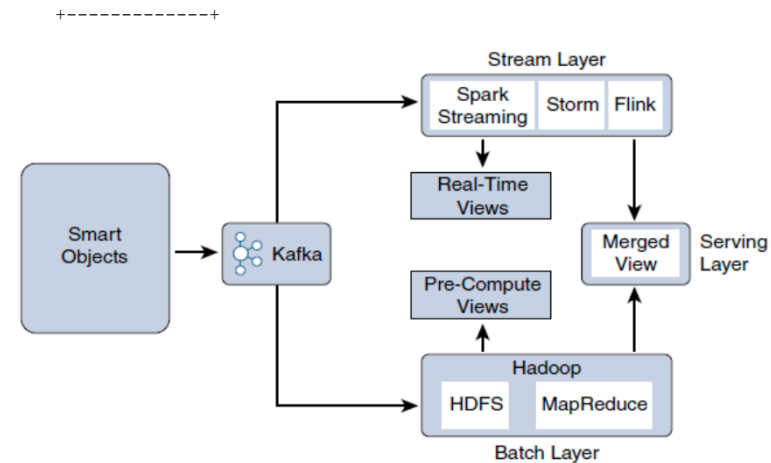 +-------------+
Stream Layer
Spark
Streaming
Storm
Flink
Real-Time
Views
Smart
Objects
Kafka
Merged
View
Serving
Layer
Pre-Compute
Views
Hadoop
HDFS
MapReduce
Batch Layer